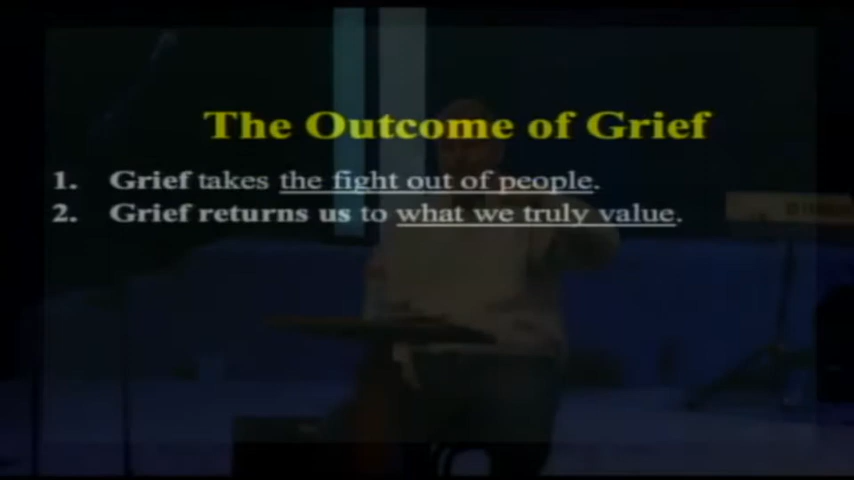 The Outcome of Grief
1. Grief takes the fight out of people.
2. Grief returns us to what we truly value.